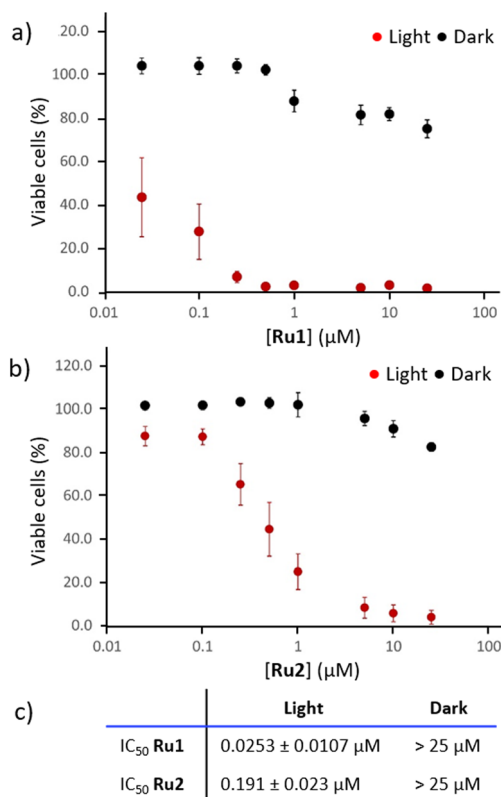 a)
20.0
Light Dark
100.0
80.0
60.0
40.0
20.0
0.0
Viable cells (%)
0.01 0.1 1 10 100
[Ru1] (µM)
b)
120.0
Light Dark
100.0
80.0
60.0
40.0
20.0
0.0
Viable cells (%)
0.01 0.1 1 10 100
[Ru2] (µM)
c)
Light Dark
IC50 Ru1 0.0253 ± 0.0107 µM > 25 µM
IC50 Ru2 0.191 ± 0.023 µM > 25 µM